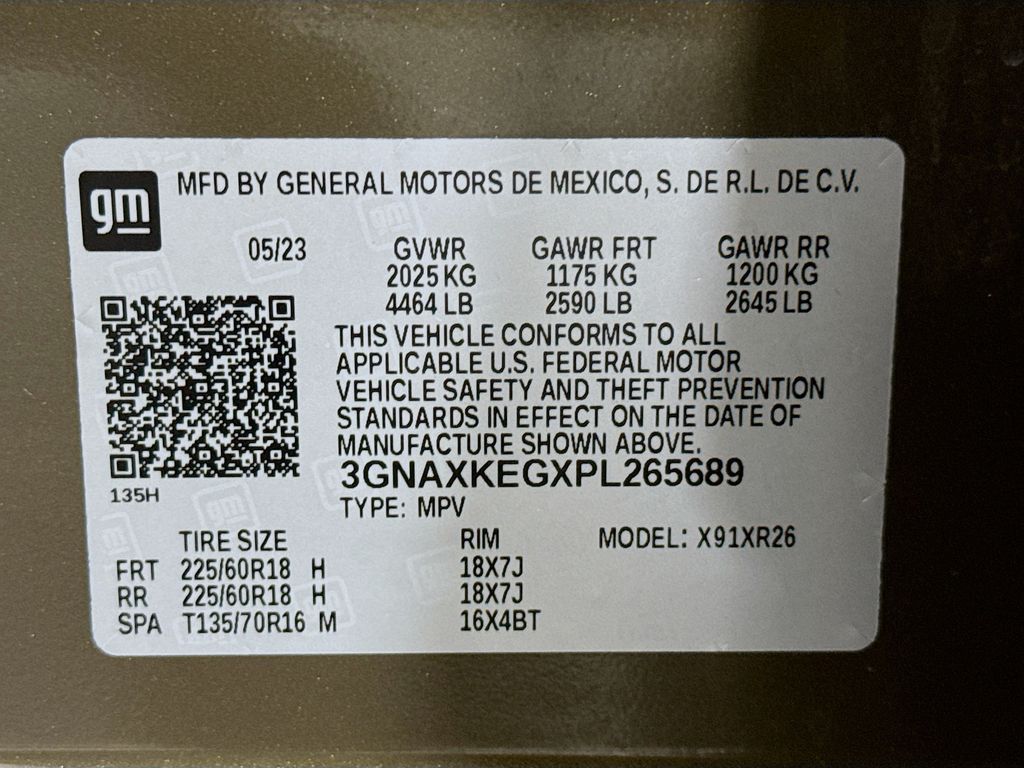 gm
MFD BY GENERAL MOTORS DE MEXICO, S. DE R.L. DE C.V.
05/23 GVWR GAWR FRT GAWR RR
2025 KG 1175 KG 1200 KG
4464 LB 2590 LB 2645 LB
THIS VEHICLE CONFORMS TO ALL
APPLICABLE U.S. FEDERAL MOTOR
VEHICLE SAFETY AND THEFT PREVENTION
STANDARDS IN EFFECT ON THE DATE OF
MANUFACTURE SHOWN ABOVE.
3GNAXKEGXPL265689
135H
TYPE: MPV
TIRE SIZE RIM MODEL: X91XR26
FRT 225/60R18 H 18X7J
RR 225/60R18 H 18X7J
SPA T135/70R16 M 16X4BT